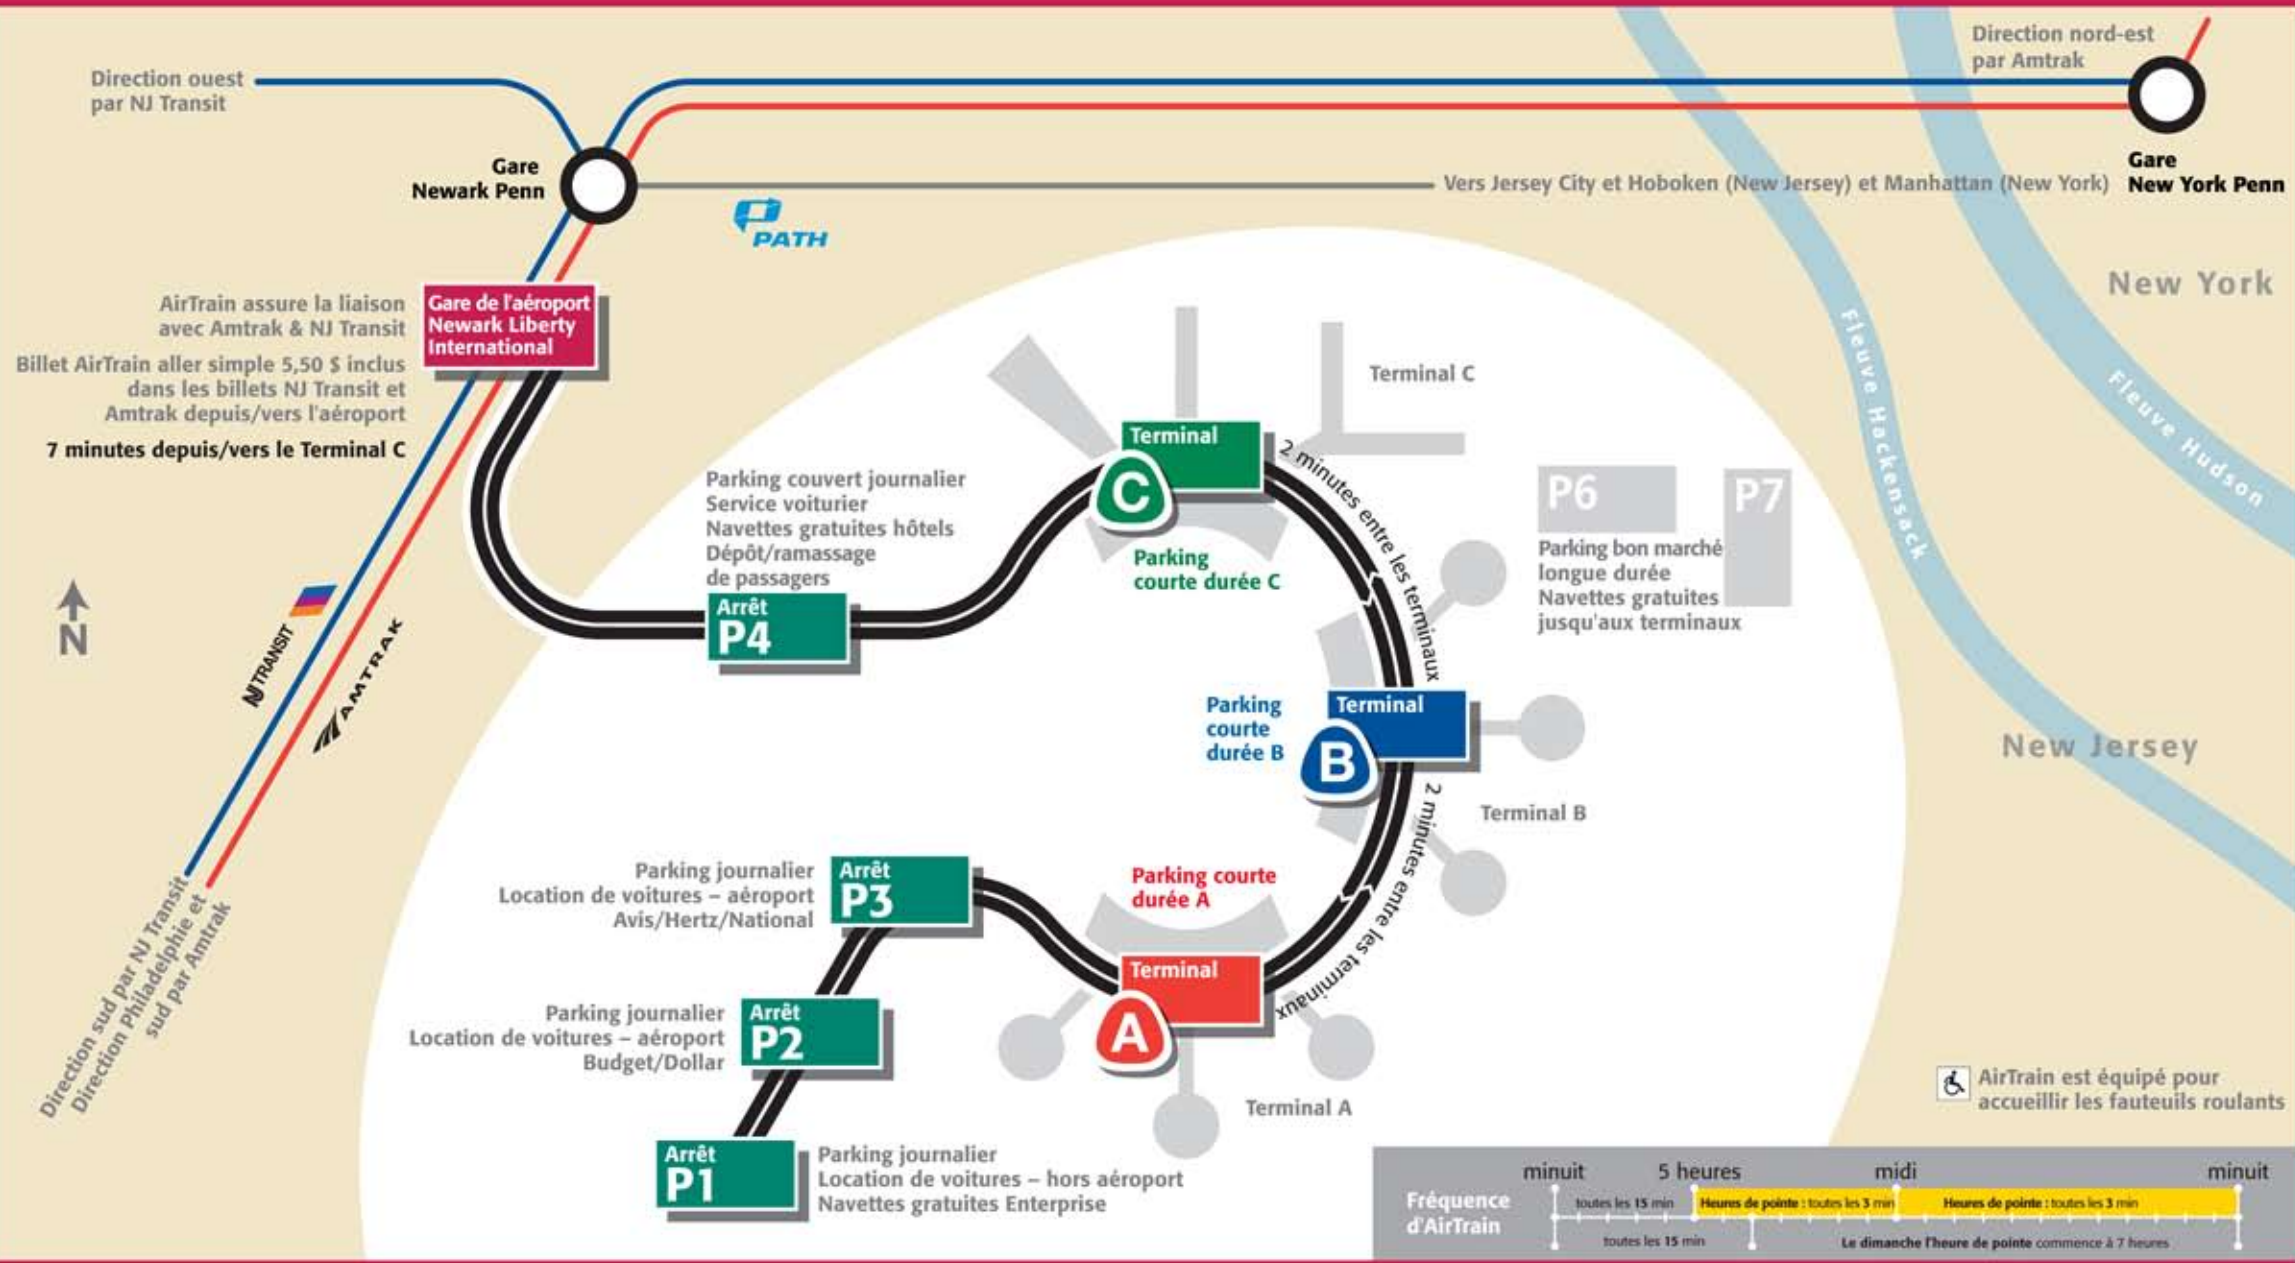 Direction ouest
par NJ Transit
Direction nord-est
par Amtrak
Gare
Newark Penn
PATH
Vers Jersey City et Hoboken (New Jersey) et Manhattan (New York)
Gare
New York Penn
AirTrain assure la liaison
avec Amtrak & NJ Transit
Billet AirTrain aller simple 5,50 $ inclus
dans les billets NJ Transit et
Amtrak depuis/vers l'aéroport
7 minutes depuis/vers le Terminal C
Gare de l'aéroport
Newark Liberty
International
New York
Fleuve Hackensack
Fleuve Hudson
New Jersey
Terminal C
Terminal
C
Parking
courte durée C
2 minutes entre les terminaux
Parking couvert journalier
Service voiturier
Navettes gratuites hôtels
Dépôt/ramassage
de passagers
Arrêt
P4
P6
P7
Parking bon marché
longue durée
Navettes gratuites
jusqu'aux terminaux
N
NJ TRANSIT
AMTRAK
Parking
courte
durée B
Terminal
B
Terminal B
2 minutes entre les terminaux
Parking journalier
Location de voitures – aéroport
Avis/Hertz/National
Arrêt
P3
Parking courte
durée A
Terminal
A
Terminal A
Parking journalier
Location de voitures – aéroport
Budget/Dollar
Arrêt
P2
Arrêt
P1
Parking journalier
Location de voitures – hors aéroport
Navettes gratuites Enterprise
Direction sud par NJ Transit
Direction Philadelphie et
sud par Amtrak
AirTrain est équipé pour
accueillir les fauteuils roulants
minuit 5 heures midi minuit
Fréquence
d'AirTrain
toutes les 15 min Heures de pointe : toutes les 3 min Heures de pointe : toutes les 3 min
toutes les 15 min Le dimanche l'heure de pointe commence à 7 heures